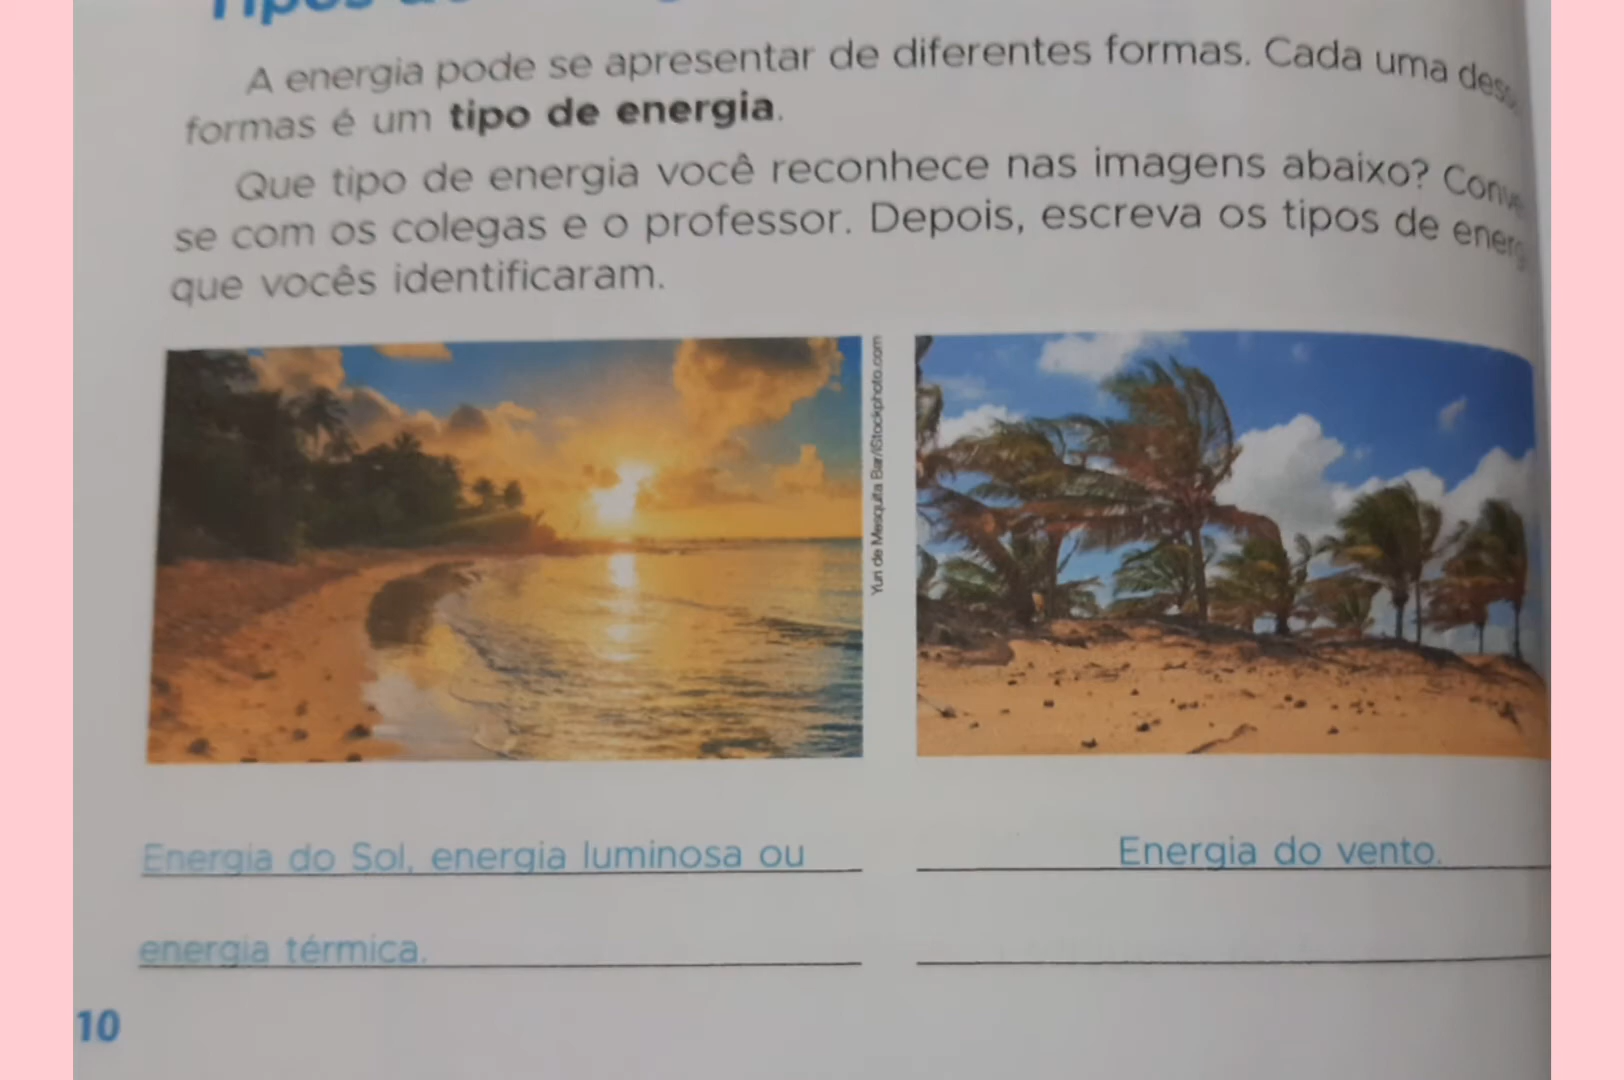 A energia pode se apresentar de diferentes formas. Cada uma
formas é um tipo de energia.
Que tipo de energia você reconhece nas imagens abaixo?
se com os colegas e o professor. Depois, escreva os tipos de
que vocês identificaram.
Yuri de Mesquita Bar/iStockphoto.com
Energia do Sol, energia luminosa ou
energia térmica.
Energia do vento.
10